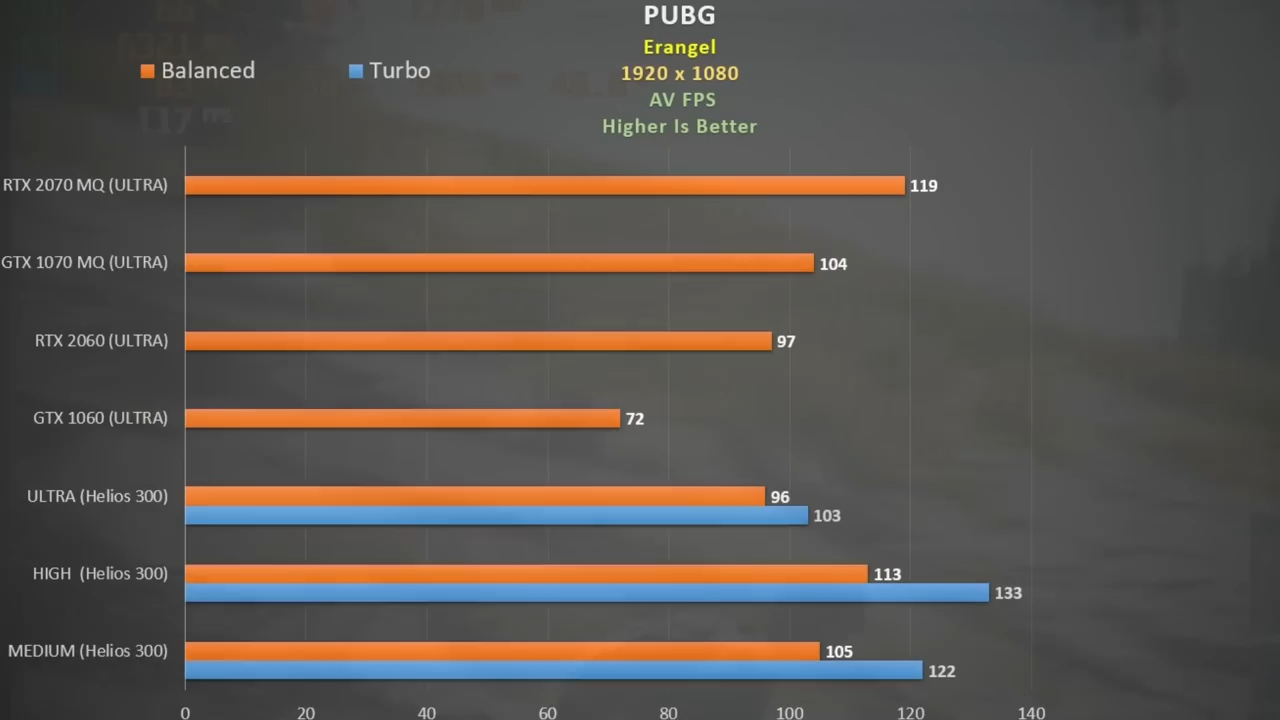 PUBG
Erangel
1920 x 1080
AV FPS
Higher Is Better
Balanced Turbo
RTX 2070 MQ (ULTRA) 119
GTX 1070 MQ (ULTRA) 104
RTX 2060 (ULTRA) 97
GTX 1060 (ULTRA) 72
ULTRA (Helios 300) 96
103
HIGH (Helios 300) 113
133
MEDIUM (Helios 300) 105
122
0 20 40 60 80 100 120 140